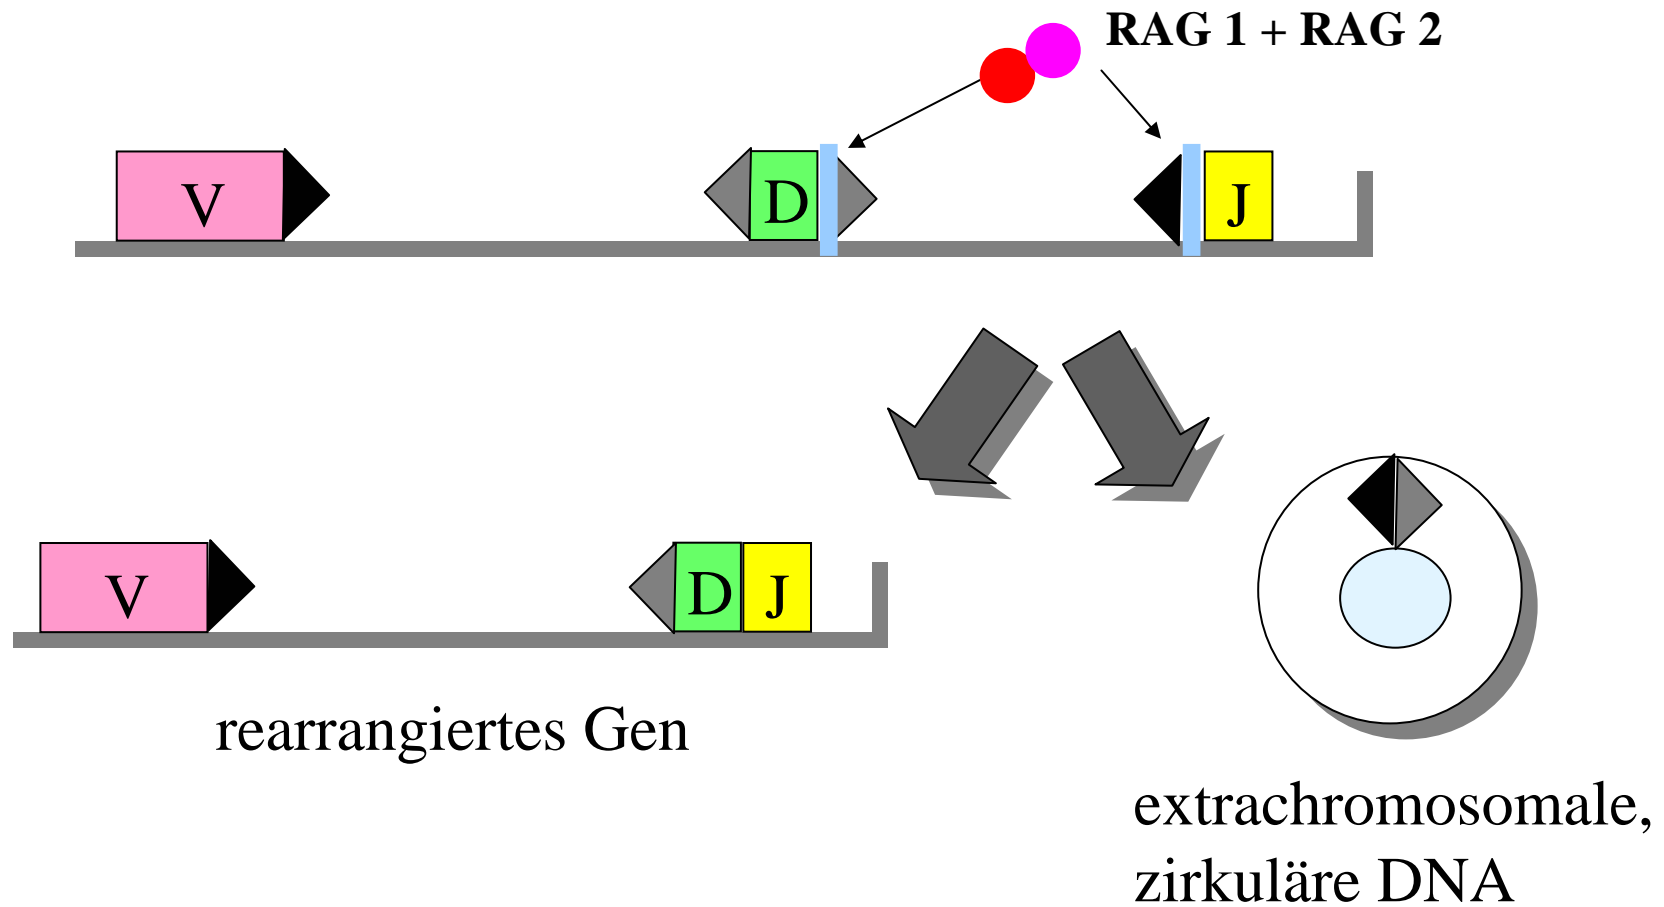 RAG 1 + RAG 2
V D J
V D J
rearrangiertes Gen
extrachromosomale,
zirkuläre DNA